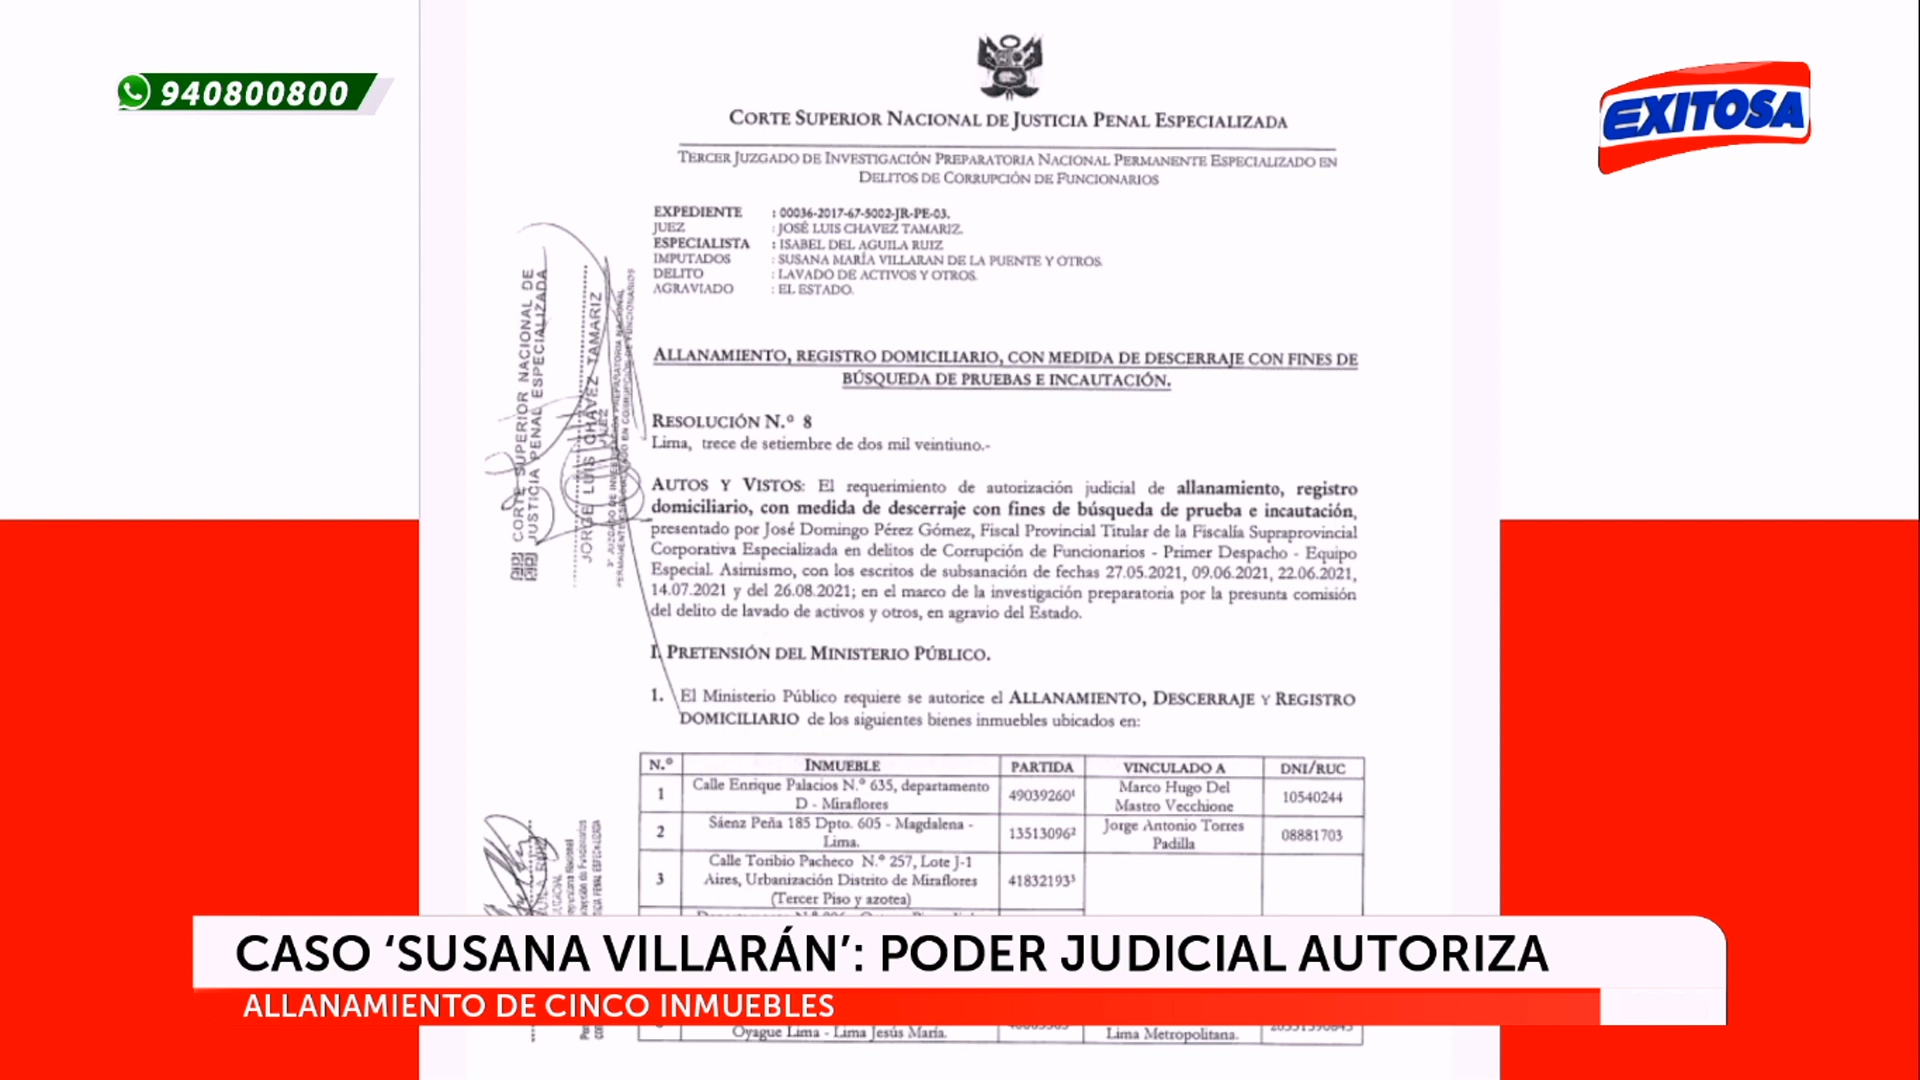 940800800
EXITOSA
CORTE SUPERIOR NACIONAL DE JUSTICIA PENAL ESPECIALIZADA
TERCER JUZGADO DE INVESTIGACIÓN PREPARATORIA NACIONAL PERMANENTE ESPECIALIZADO EN
DELITOS DE CORRUPCIÓN DE FUNCIONARIOS
EXPEDIENTE : 00036-2017-67-5002-JR-PE-03.
JUEZ : JOSÉ LUIS CHAVEZ TAMARIZ.
ESPECIALISTA : ISABEL DEL AGUILA RUIZ
IMPUTADOS : SUSANA MARÍA VILLARAN DE LA PUENTE Y OTROS.
DELITO : LAVADO DE ACTIVOS Y OTROS.
AGRAVIADO : EL ESTADO.
CORTE SUPERIOR NACIONAL DE
JUSTICIA PENAL ESPECIALIZADA
JORGE LUIS CHAVEZ TAMARIZ
JUEZ
ALLANAMIENTO, REGISTRO DOMICILIARIO, CON MEDIDA DE DESCERRAJE CON FINES DE
BÚSQUEDA DE PRUEBAS E INCAUTACIÓN.
RESOLUCIÓN N.° 8
Lima, trece de setiembre de dos mil veintiuno.-
AUTOS Y VISTOS: El requerimiento de autorización judicial de allanamiento, registro
domiciliario, con medida de descerraje con fines de búsqueda de prueba e incautación,
presentado por José Domingo Pérez Gómez, Fiscal Provincial Titular de la Fiscalía Supraprovincial
Corporativa Especializada en delitos de Corrupción de Funcionarios - Primer Despacho - Equipo
Especial. Asimismo, con los escritos de subsanación de fechas 27.05.2021, 09.06.2021, 22.06.2021,
14.07.2021 y del 26.08.2021; en el marco de la investigación preparatoria por la presunta comisión
del delito de lavado de activos y otros, en agravio del Estado.
I. PRETENSIÓN DEL MINISTERIO PÚBLICO.
1. El Ministerio Público requiere se autorice el ALLANAMIENTO, DESCERRAJE Y REGISTRO
DOMICILIARIO de los siguientes bienes inmuebles ubicados en:
N.° INMUEBLE PARTIDA VINCULADO A DNI/RUC
1 Calle Enrique Palacios N.° 635, departamento D - Miraflores 49039260¹ Marco Hugo Del Mastro Vecchione 10540244
2 Sáenz Peña 185 Dpto. 605 - Magdalena - Lima. 13513096² Jorge Antonio Torres Padilla 08881703
3 Calle Toribio Pacheco N.° 257, Lote J-1 Aires, Urbanización Distrito de Miraflores (Tercer Piso y azotea) 41832193³
CASO ‘SUSANA VILLARÁN’: PODER JUDICIAL AUTORIZA
ALLANAMIENTO DE CINCO INMUEBLES
Oyague Lima - Lima Jesús María. Lima Metropolitana.